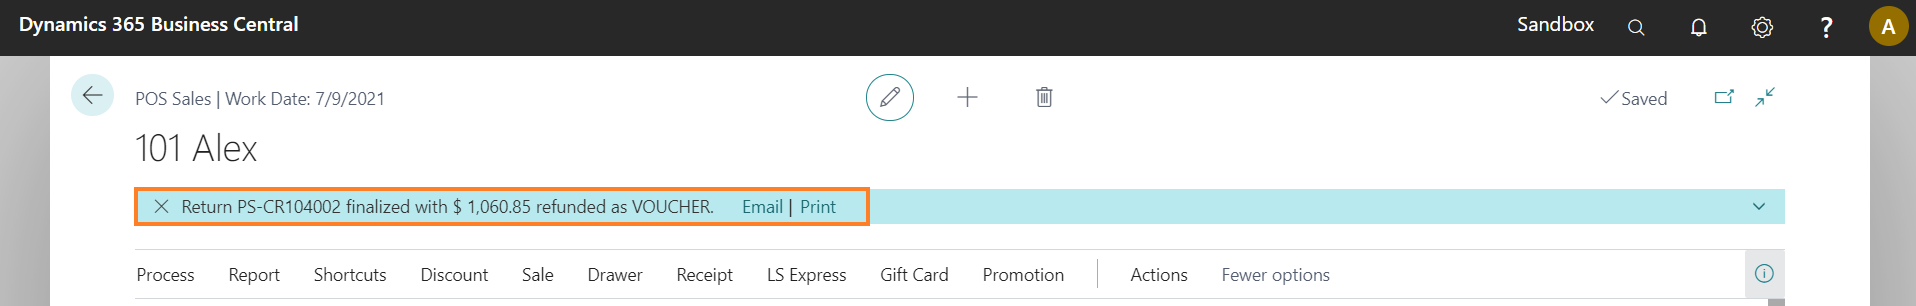 Dynamics 365 Business Central Sandbox ? A
POS Sales | Work Date: 7/9/2021 Saved
101 Alex
Return PS-CR104002 finalized with $ 1,060.85 refunded as VOUCHER. Email | Print
Process Report Shortcuts Discount Sale Drawer Receipt LS Express Gift Card Promotion Actions Fewer options